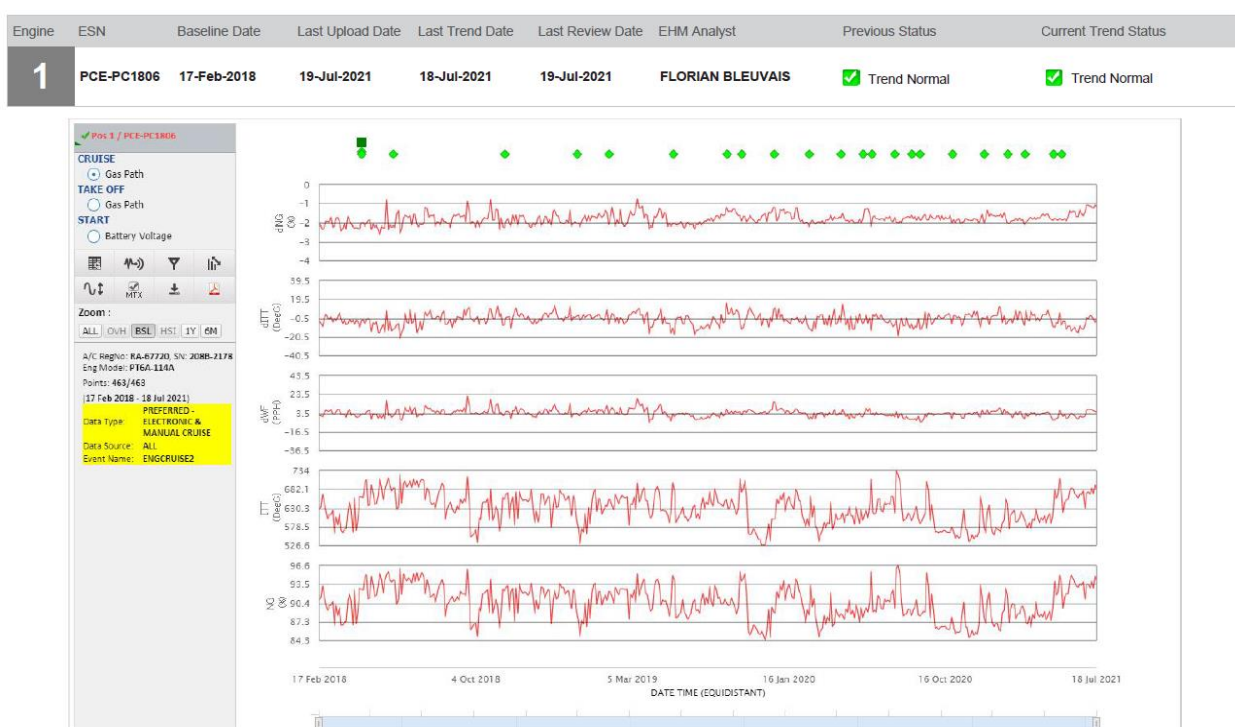 Engine ESN Baseline Date Last Upload Date Last Trend Date Last Review Date EHM Analyst Previous Status Current Trend Status
1 PCE-PC1806 17-Feb-2018 19-Jul-2021 18-Jul-2021 19-Jul-2021 FLORIAN BLEUVAIS Trend Normal Trend Normal
Pos 1 / PCE-PC1806
CRUISE
Gas Path
TAKE OFF
Gas Path
START
Battery Voltage
MTX
Zoom :
ALL OVH BSL HSI 1Y 6M
A/C RegNo: RA-67720, SN: 208B-2178
Eng Model: PT6A-114A
Points: 463/463
(17 Feb 2018 - 18 Jul 2021)
Data Type: PREFERRED -
ELECTRONIC &
MANUAL CRUISE
Data Source: ALL
Event Name: ENGCRUISE2
dNG
(%)
0
-1
-2
-3
-4
dITT
(DegC)
39.5
19.5
-0.5
-20.5
-40.5
dWF
(PPH)
43.5
23.5
3.5
-16.5
-36.5
ITT
(DegC)
734
682.1
630.3
578.5
526.6
NG
(%)
96.6
93.5
90.4
87.3
84.3
17 Feb 2018 4 Oct 2018 5 Mar 2019 16 Jan 2020 16 Oct 2020 18 Jul 2021
DATE TIME (EQUIDISTANT)